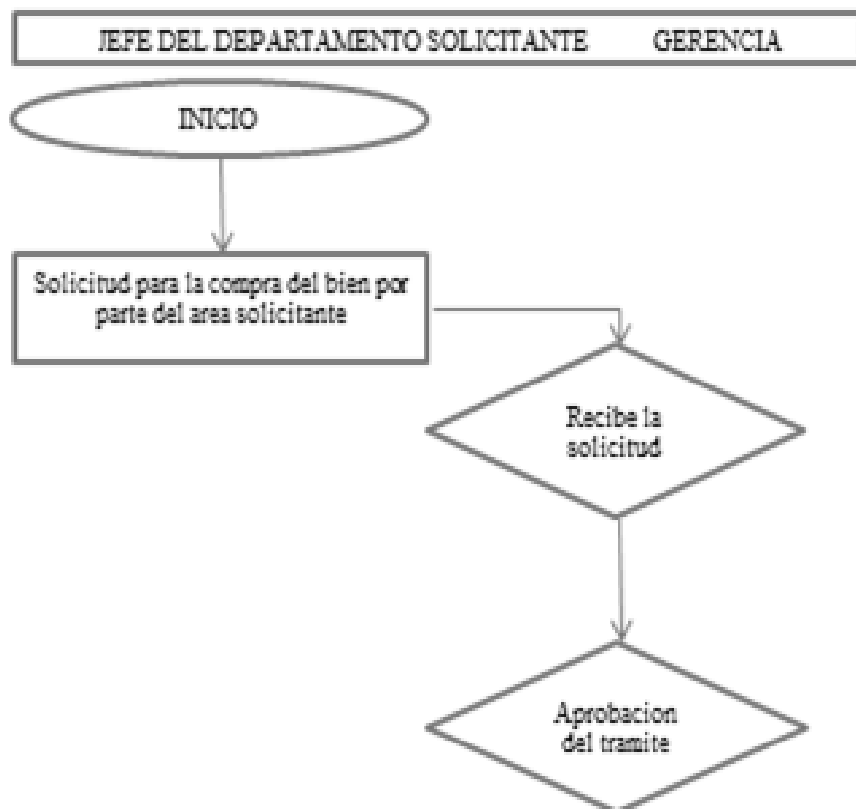 JEFE DEL DEPARTAMENTO SOLICITANTE GERENCIA
INICIO
Solicitud para la compra del bien por
parte del area solicitante
Recibe la
solicitud
Aprobacion
del tramite